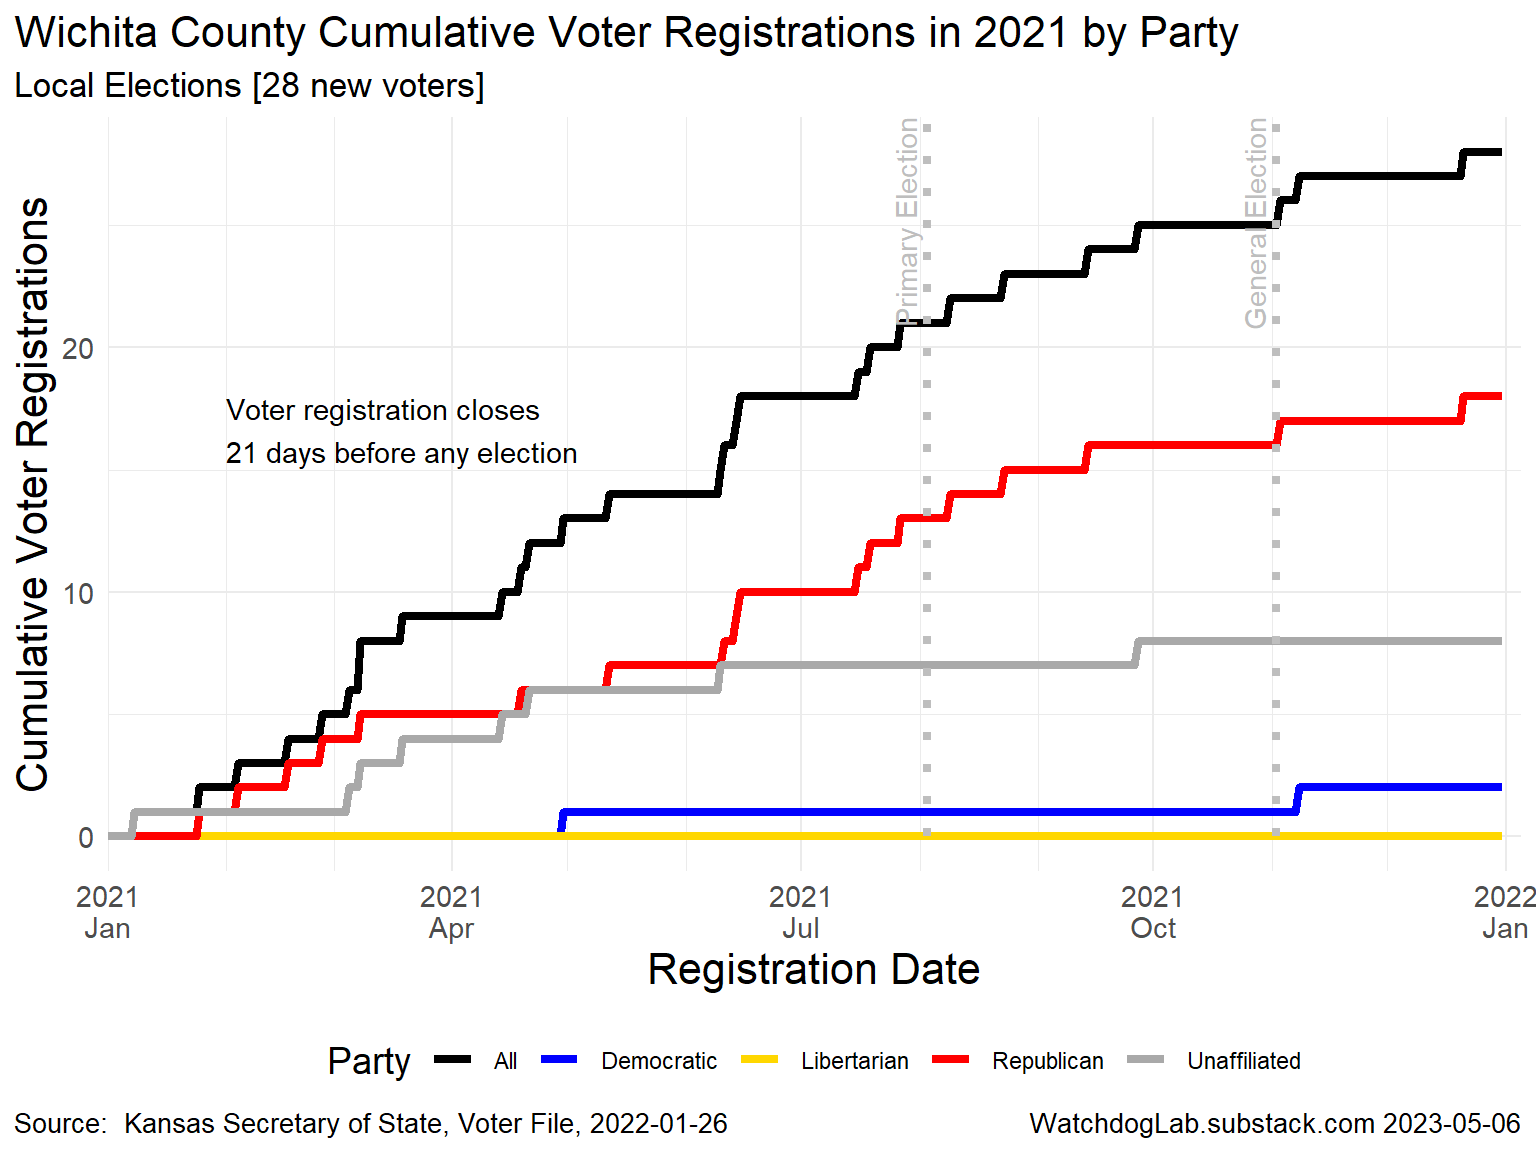 Wichita County Cumulative Voter Registrations in 2021 by Party
Local Elections [28 new voters]
Primary Election
General Election
Cumulative Voter Registrations
20
10
0
Voter registration closes
21 days before any election
2021 2021 2021 2021 2022
Jan Apr Jul Oct Jan
Registration Date
Party All Democratic Libertarian Republican Unaffiliated
Source:  Kansas Secretary of State, Voter File, 2022-01-26
WatchdogLab.substack.com 2023-05-06